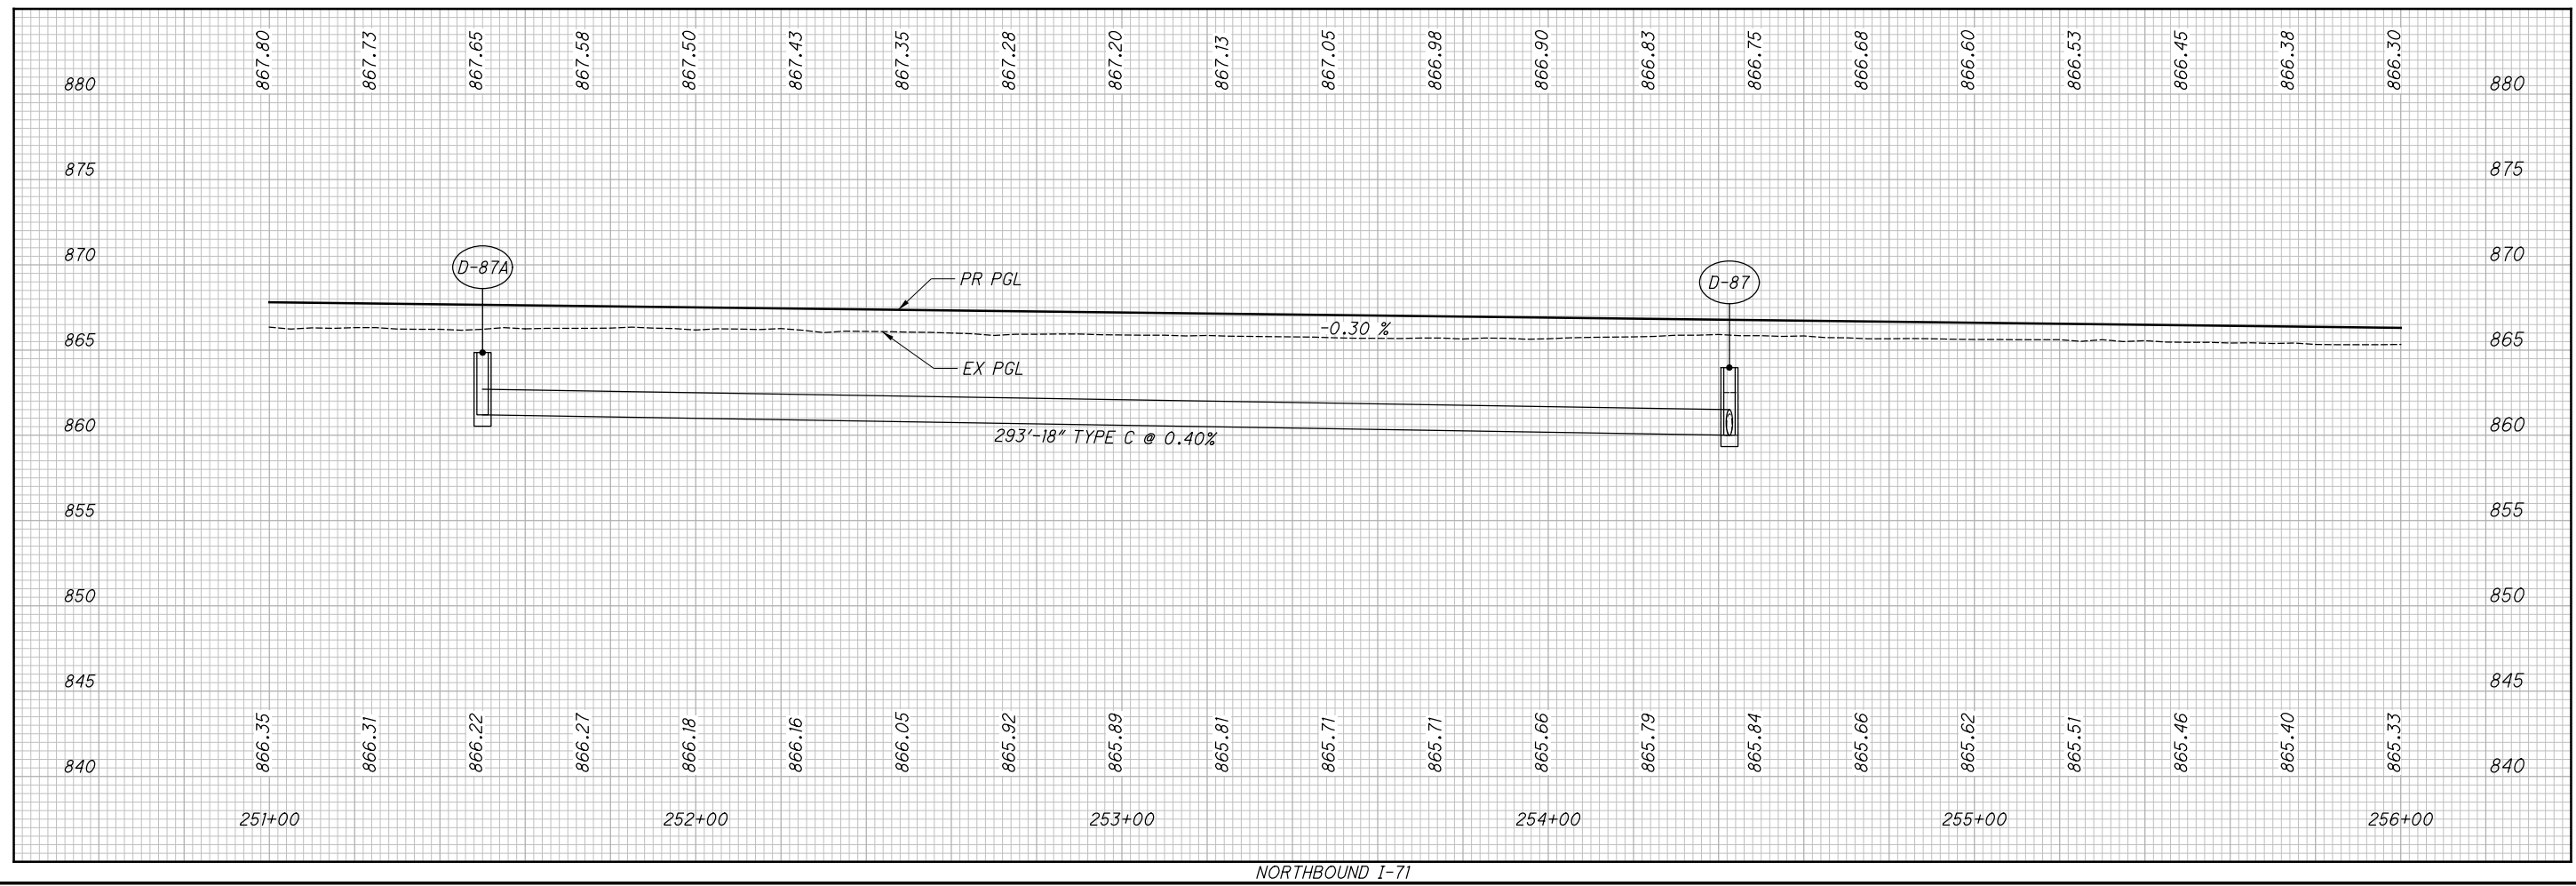 867.80 867.73 867.65 867.58 867.50 867.43 867.35 867.28 867.20 867.13 867.05 866.98 866.90 866.83 866.75 866.68 866.60 866.53 866.45 866.38 866.30
880 880
875 875
870 870
D-87A
PR PGL
D-87
-0.30 %
865 865
EX PGL
860 860
293'-18" TYPE C @ 0.40%
855 855
850 850
845 845
866.35 866.31 866.22 866.27 866.18 866.16 866.05 865.92 865.89 865.81 865.71 865.71 865.66 865.79 865.84 865.66 865.62 865.51 865.46 865.40 865.33
840 840
251+00 252+00 253+00 254+00 255+00 256+00
NORTHBOUND I-71